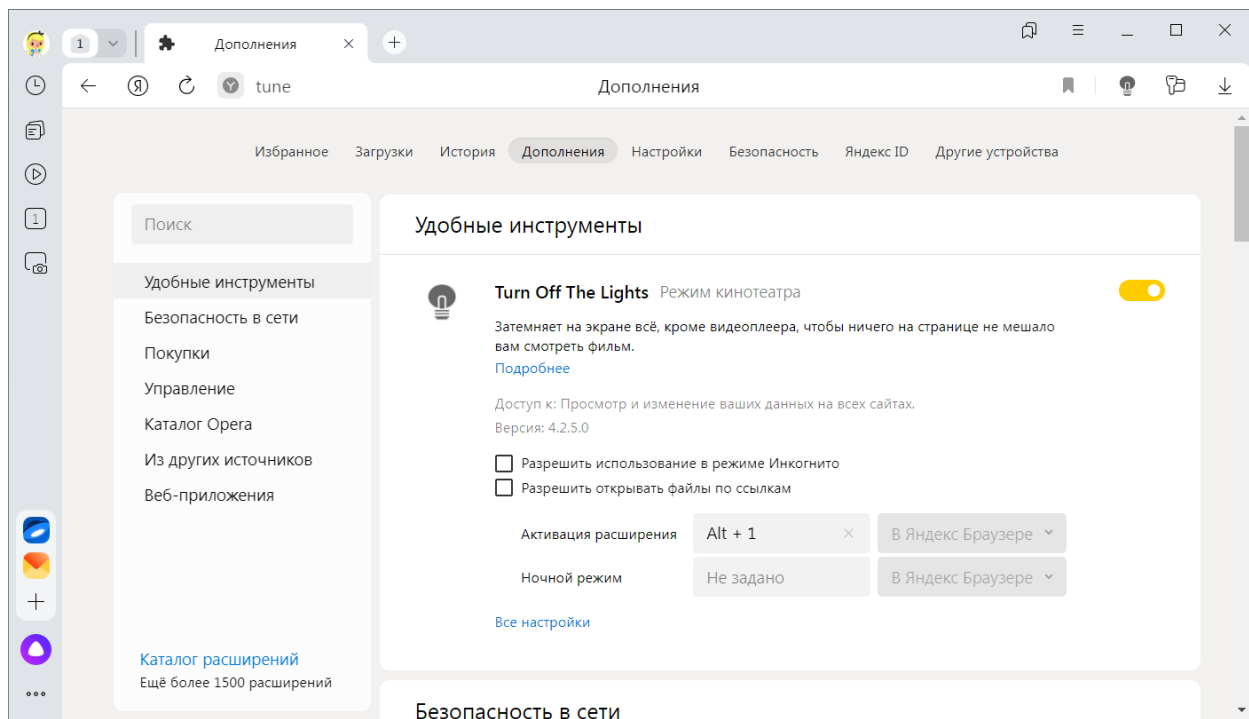 1
Дополнения
Я
tune
Дополнения
1
Избранное Загрузки История Дополнения Настройки Безопасность Яндекс ID Другие устройства
Поиск
Удобные инструменты
Безопасность в сети
Покупки
Управление
Каталог Opera
Из других источников
Веб-приложения
Каталог расширений
Ещё более 1500 расширений
Удобные инструменты
Turn Off The Lights Режим кинотеатра
Затемняет на экране всё, кроме видеоплеера, чтобы ничего на странице не мешало
вам смотреть фильм.
Подробнее
Доступ к: Просмотр и изменение ваших данных на всех сайтах.
Версия: 4.2.5.0
Разрешить использование в режиме Инкогнито
Разрешить открывать файлы по ссылкам
Активация расширения Alt + 1 В Яндекс Браузере
Ночной режим Не задано В Яндекс Браузере
Все настройки
Безопасность в сети